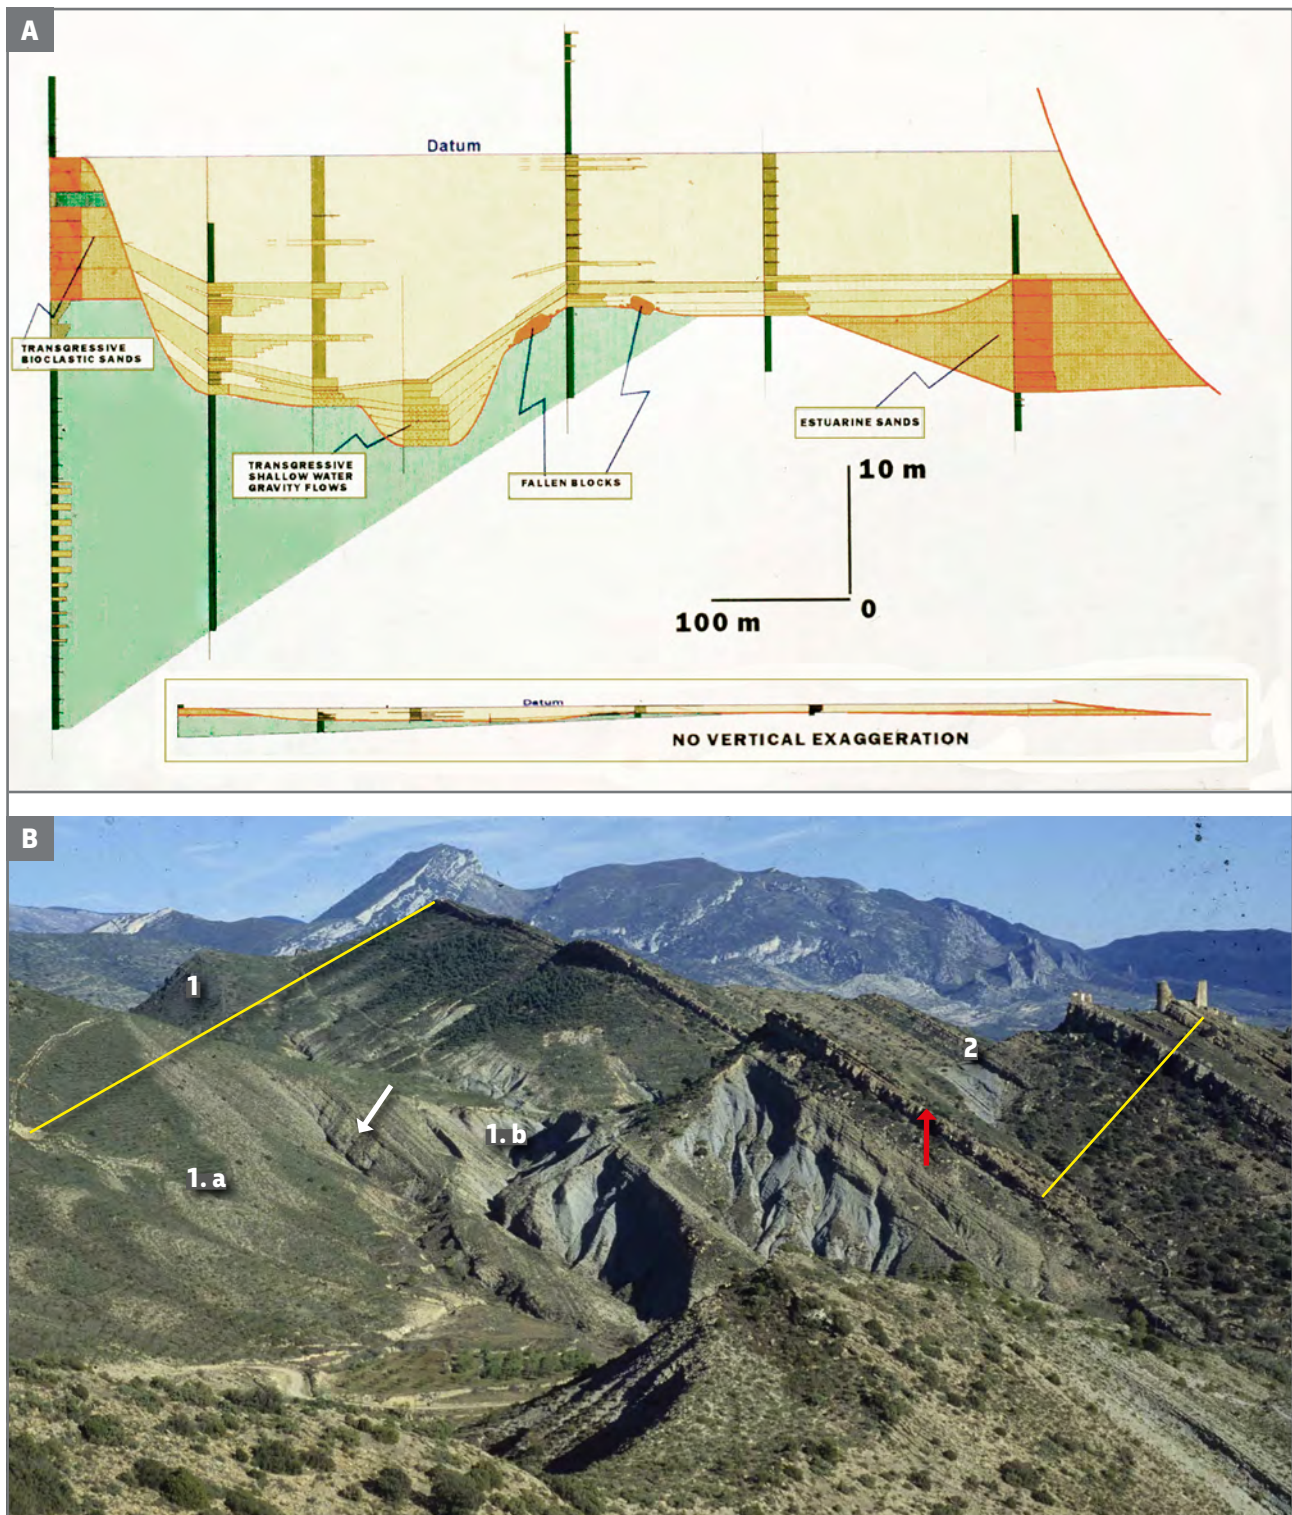 A
Datum
TRANSGRESSIVE
BIOCLASTIC SANDS
TRANSGRESSIVE
SHALLOW WATER
GRAVITY FLOWS
FALLEN BLOCKS
ESTUARINE SANDS
10 m
0
100 m
Datum
NO VERTICAL EXAGGERATION
B
1
2
1. b
1. a